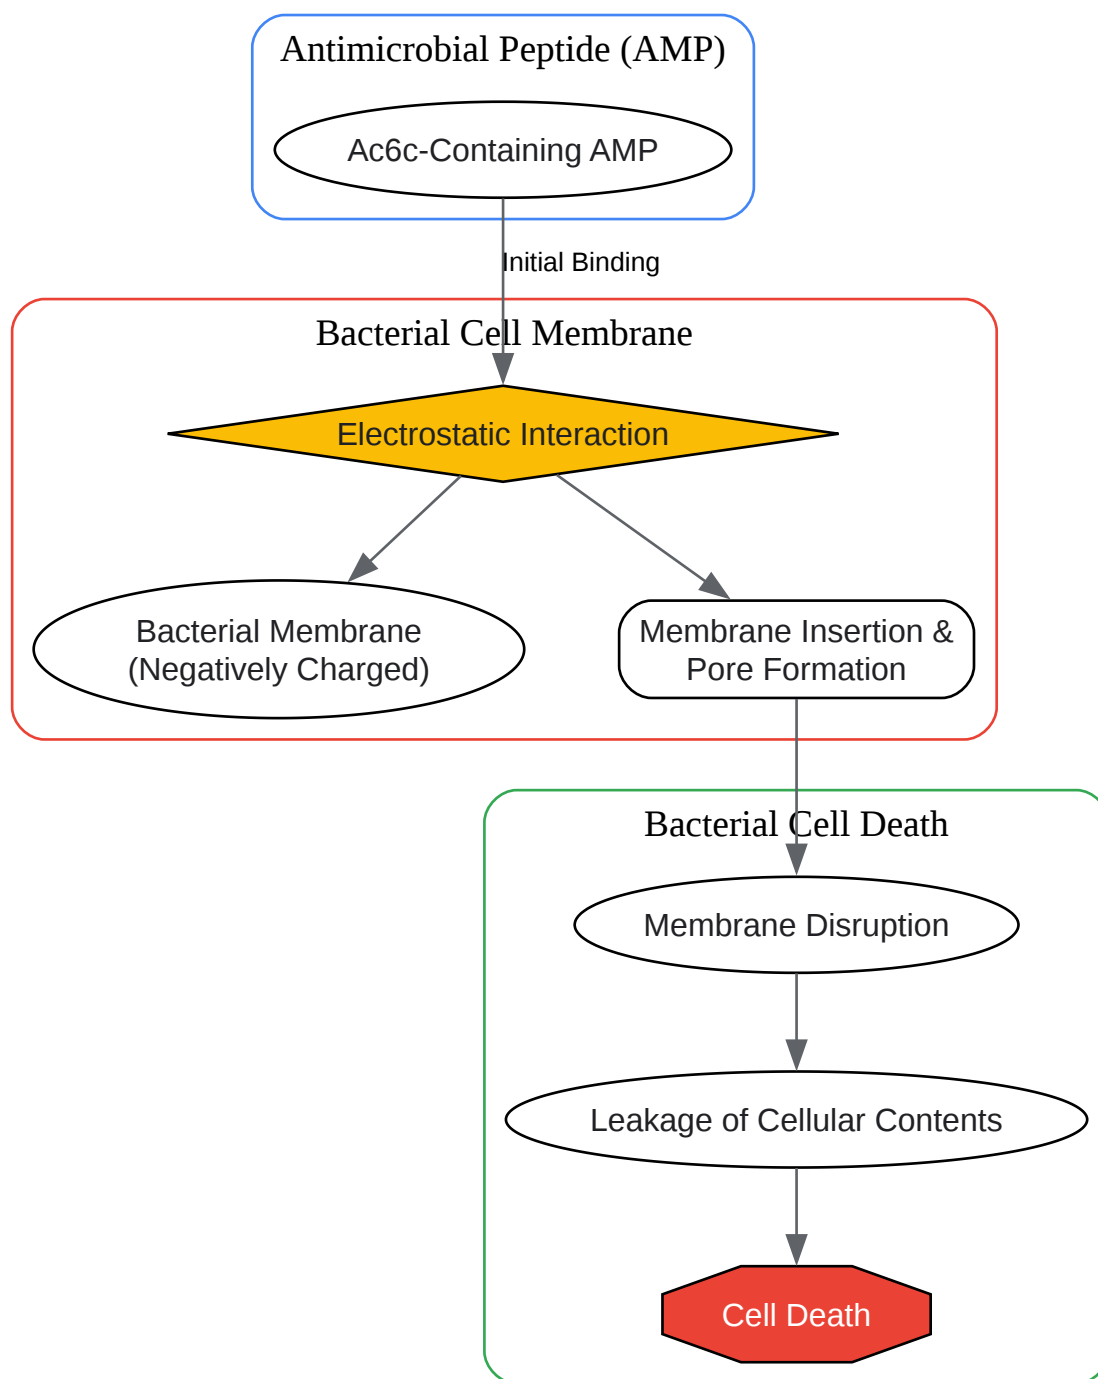 Antimicrobial Peptide (AMP)
Ac6c-Containing AMP
Initial Binding
Bacterial Cell Membrane
Electrostatic Interaction
Bacterial Membrane
(Negatively Charged)
Membrane Insertion &
Pore Formation
Bacterial Cell Death
Membrane Disruption
Leakage of Cellular Contents
Cell Death